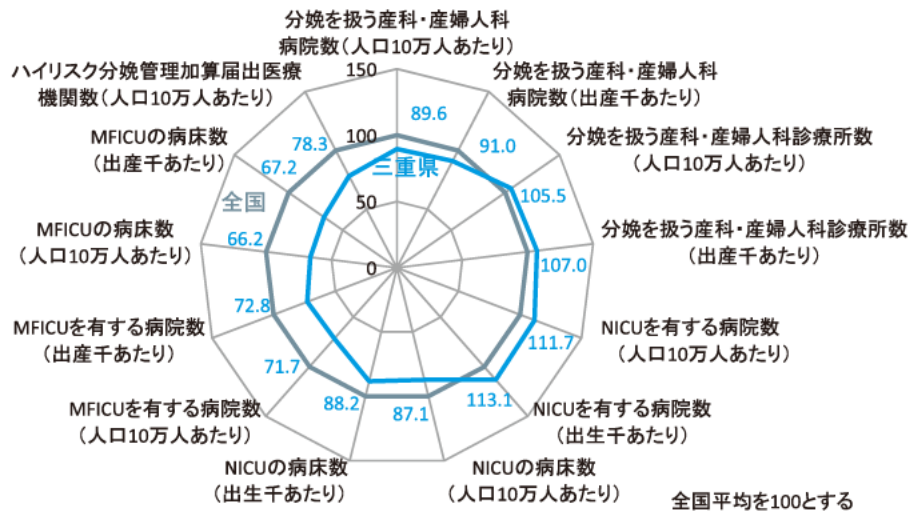 分娩を扱う産科・産婦人科
病院数（人口10万人あたり）
150
100
50
0
89.6
分娩を扱う産科・産婦人科
病院数（出産千あたり）
91.0
分娩を扱う産科・産婦人科診療所数
（人口10万人あたり）
105.5
分娩を扱う産科・産婦人科診療所数
（出産千あたり）
107.0
NICUを有する病院数
（人口10万人あたり）
111.7
NICUを有する病院数
（出生千あたり）
113.1
NICUの病床数
（人口10万人あたり）
87.1
NICUの病床数
（出生千あたり）
88.2
MFICUを有する病院数
（人口10万人あたり）
71.7
MFICUを有する病院数
（出産千あたり）
72.8
MFICUの病床数
（人口10万人あたり）
66.2
MFICUの病床数
（出産千あたり）
67.2
ハイリスク分娩管理加算届出医療
機関数（人口10万人あたり）
78.3
三重県
全国
全国平均を100とする